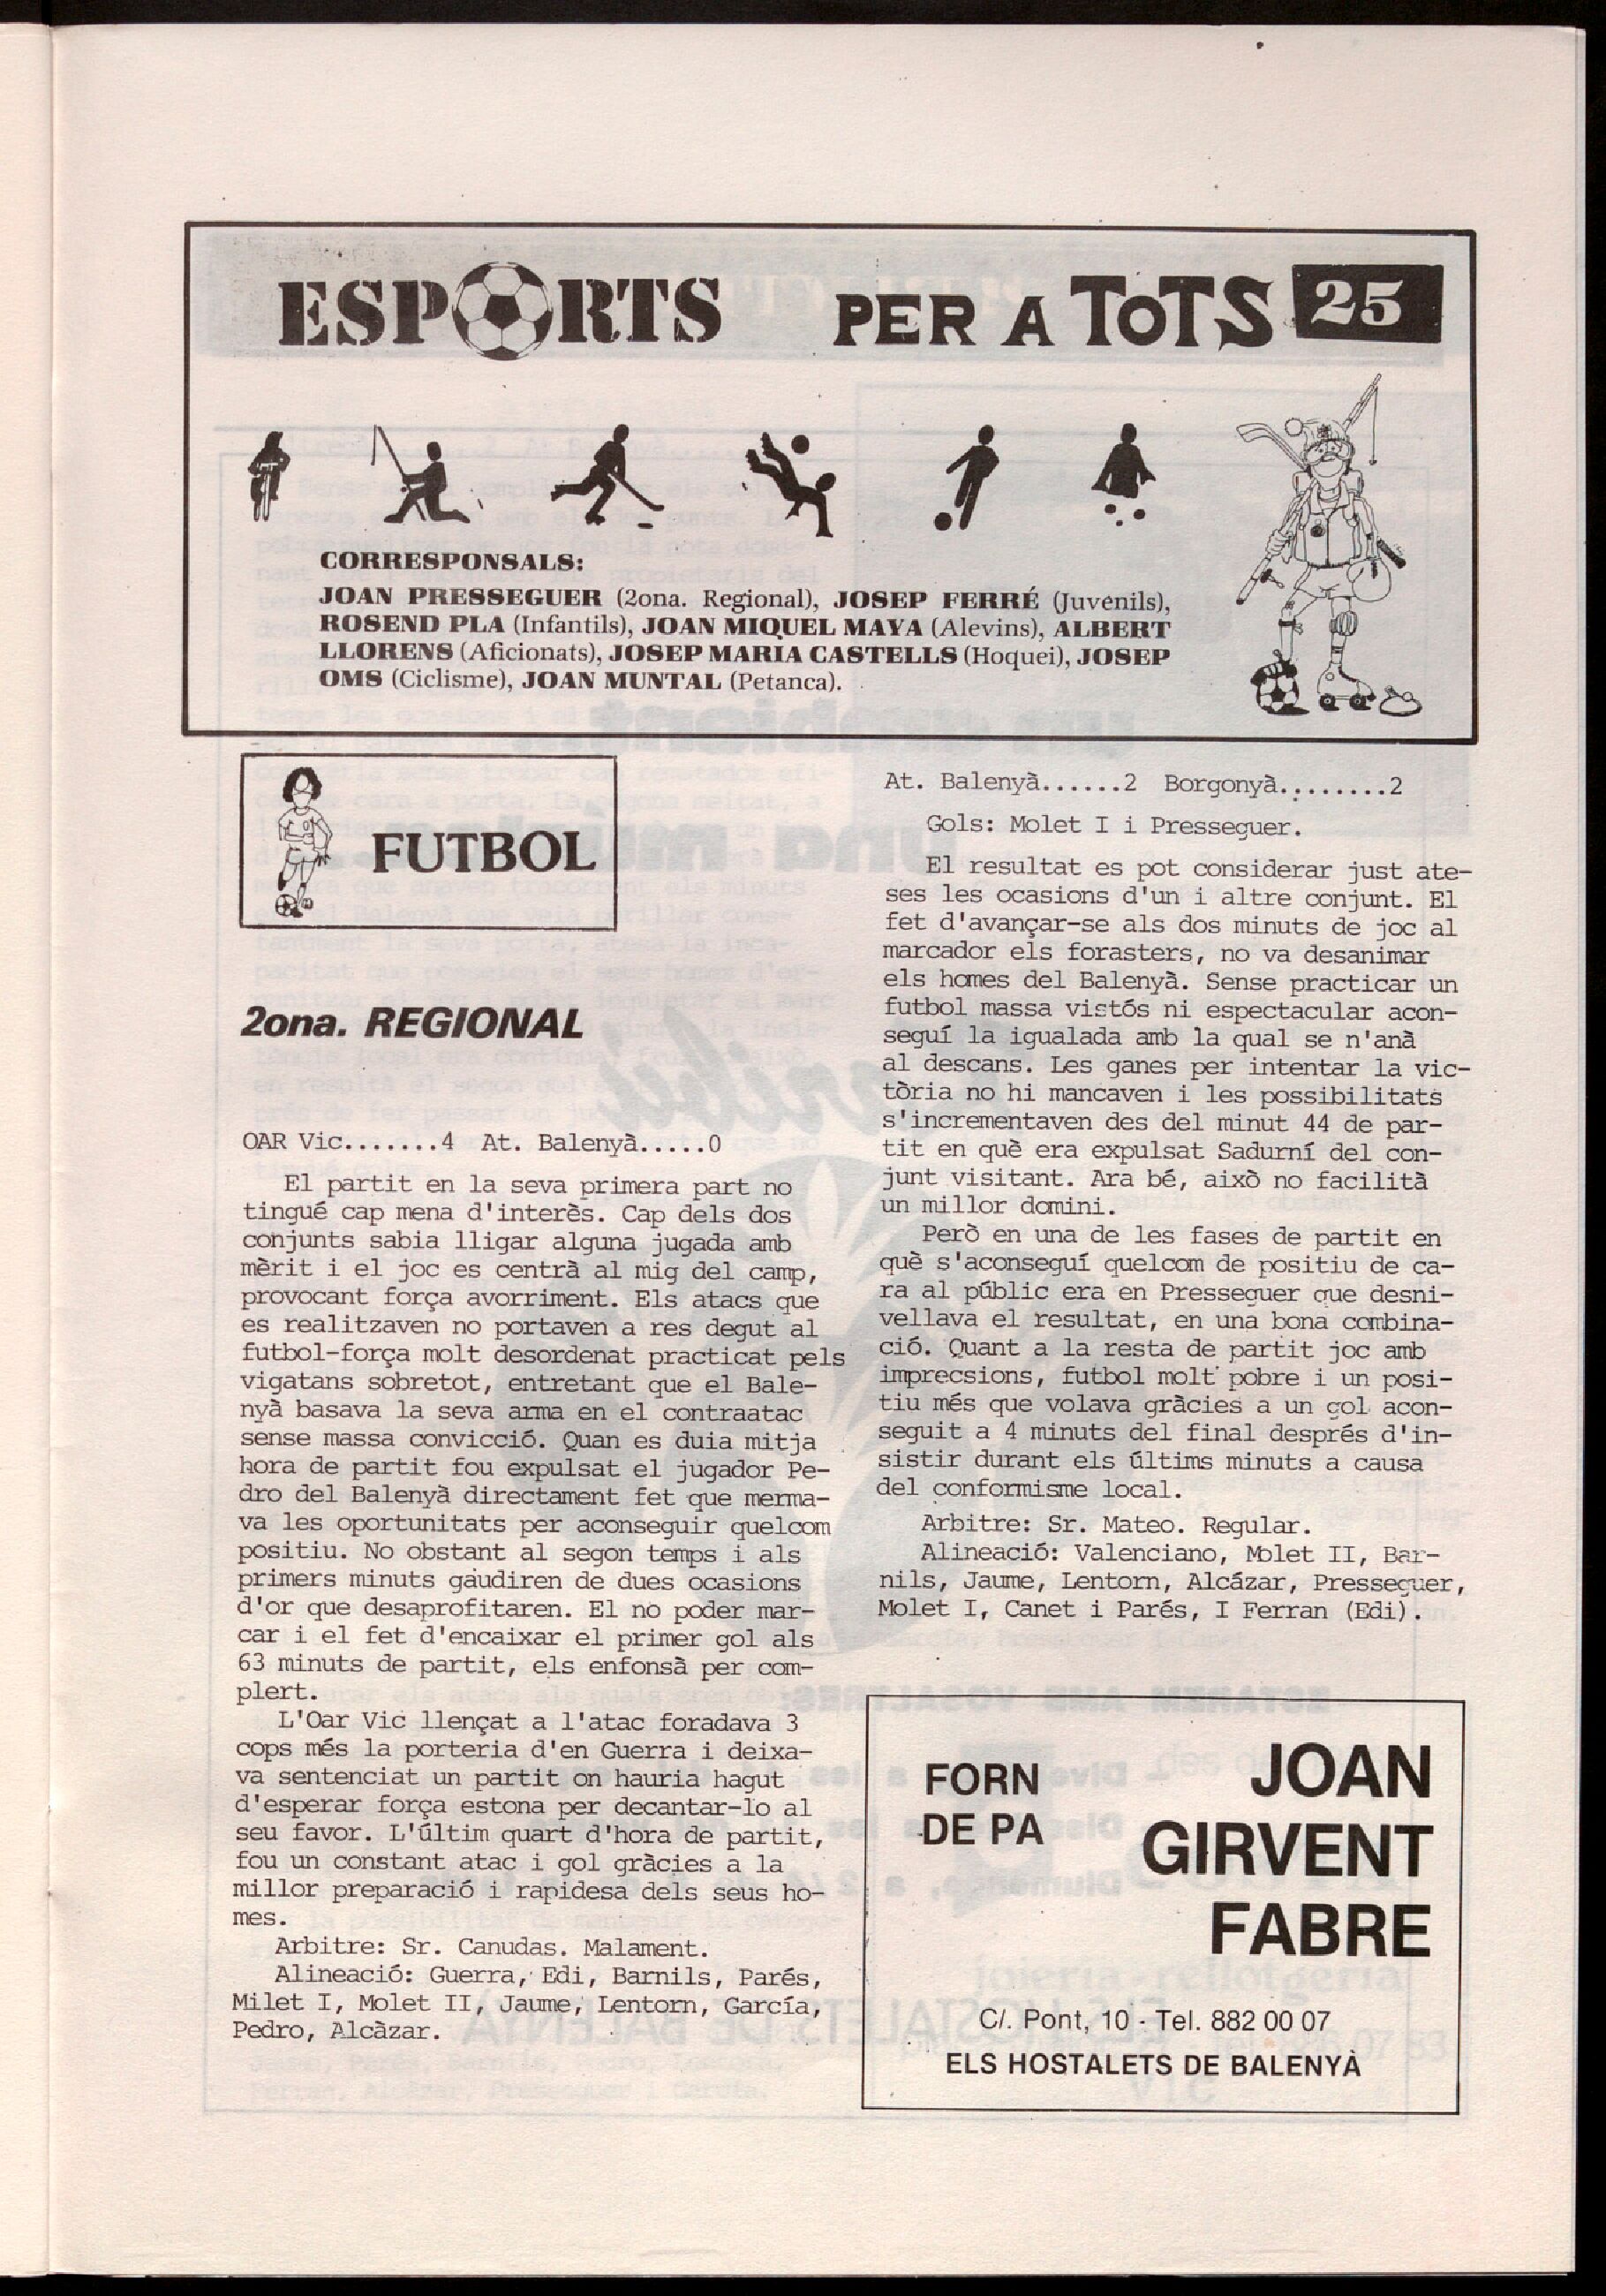 ESPORTS PER A TOTS 25
CORRESPONSALS:
JOAN PRESSEGUER (2ona. Regional), JOSEP FERRÉ (Juvenils),
ROSEND PLA (Infantils), JOAN MIQUEL MAYA (Alevins), ALBERT
LLORENS (Aficionats), JOSEP MARIA CASTELLS (Hoquei), JOSEP
OMS (Ciclisme), JOAN MUNTAL (Petanca).
FUTBOL
2ona. REGIONAL
OAR Vic.......4 At. Balenyà.....0
El partit en la seva primera part no
tingué cap mena d'interès. Cap dels dos
conjunts sabia lligar alguna jugada amb
mèrit i el joc es centrà al mig del camp,
provocant força avorriment. Els atacs que
es realitzaven no portaven a res degut al
futbol-força molt desordenat practicat pels
vigatans sobretot, entretant que el Bale-
nyà basava la seva arma en el contraatac
sense massa convicció. Quan es duia mitja
hora de partit fou expulsat el jugador Pe-
dro del Balenyà directament fet que merma-
va les oportunitats per aconseguir quelcom
positiu. No obstant al segon temps i als
primers minuts gaudiren de dues ocasions
d'or que desaprofitaren. El no poder mar-
car i el fet d'encaixar el primer gol als
63 minuts de partit, els enfonsà per com-
plert.
L'Oar Vic llençat a l'atac foradava 3
cops més la porteria d'en Guerra i deixa-
va sentenciat un partit on hauria hagut
d'esperar força estona per decantar-lo al
seu favor. L'últim quart d'hora de partit,
fou un constant atac i gol gràcies a la
millor preparació i rapidesa dels seus ho-
mes.
Arbitre: Sr. Canudas. Malament.
Alineació: Guerra, Edi, Barnils, Parés,
Milet I, Molet II, Jaume, Lentorn, García,
Pedro, Alcàzar.
At. Balenyà......2 Borgonyà........2
Gols: Molet I i Presseguer.
El resultat es pot considerar just ate-
ses les ocasions d'un i altre conjunt. El
fet d'avançar-se als dos minuts de joc al
marcador els forasters, no va desanimar
els homes del Balenyà. Sense practicar un
futbol massa vistós ni espectacular acon-
seguí la igualada amb la qual se n'anà
al descans. Les ganes per intentar la vic-
tòria no hi mancaven i les possibilitats
s'incrementaven des del minut 44 de par-
tit en què era expulsat Sadurní del con-
junt visitant. Ara bé, això no facilità
un millor domini.
Però en una de les fases de partit en
què s'aconseguí quelcom de positiu de ca-
ra al públic era en Presseguer que desni-
vellava el resultat, en una bona combina-
ció. Quant a la resta de partit joc amb
imprecsions, futbol molt pobre i un posi-
tiu més que volava gràcies a un gol acon-
seguit a 4 minuts del final després d'in-
sistir durant els últims minuts a causa
del conformisme local.
Arbitre: Sr. Mateo. Regular.
Alineació: Valenciano, Molet II, Bar-
nils, Jaume, Lentorn, Alcázar, Presseguer,
Molet I, Canet i Parés, I Ferran (Edi).
FORN
DE PA
JOAN
GIRVENT
FABRE
C/. Pont, 10 - Tel. 882 00 07
ELS HOSTALETS DE BALENYÀ